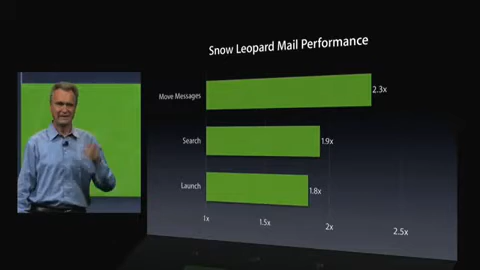 Snow Leopard Mail Performance
Move Messages 2.3x
Search 1.9x
Launch 1.8x
1x 1.5x 2x 2.5x